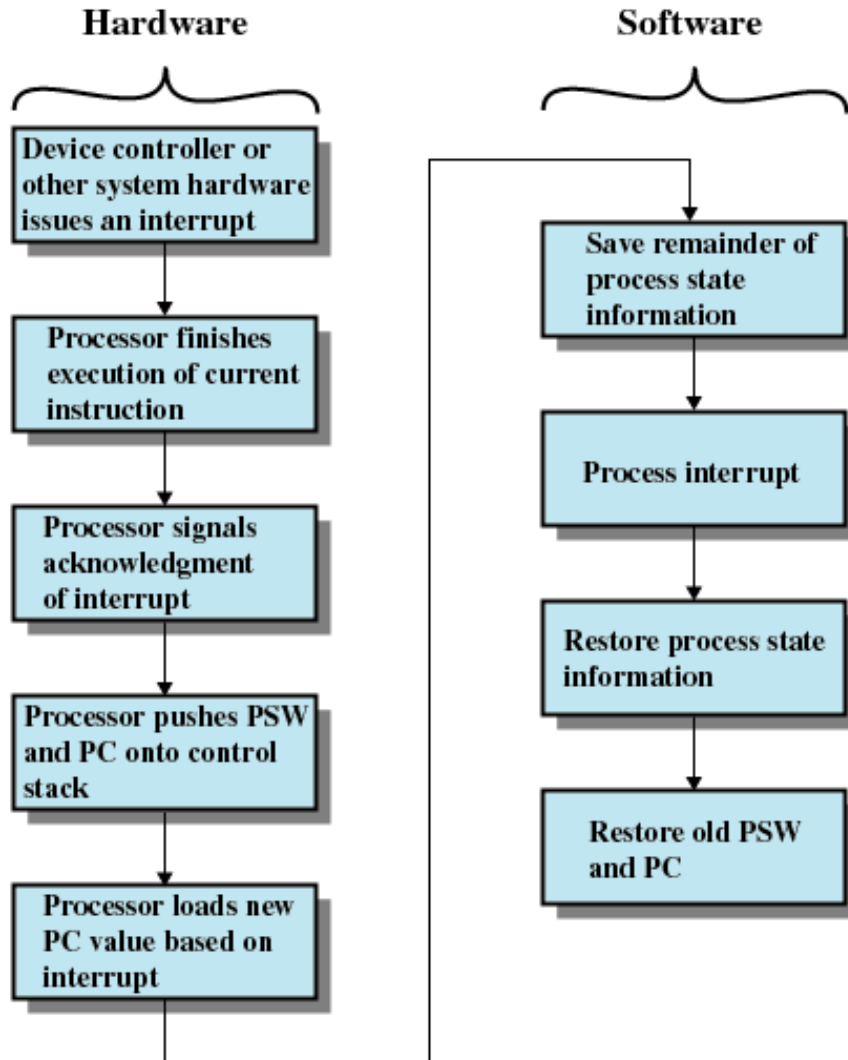 Hardware
Device controller or
other system hardware
issues an interrupt
Processor finishes
execution of current
instruction
Processor signals
acknowledgment
of interrupt
Processor pushes PSW
and PC onto control
stack
Processor loads new
PC value based on
interrupt
Software
Save remainder of
process state
information
Process interrupt
Restore process state
information
Restore old PSW
and PC